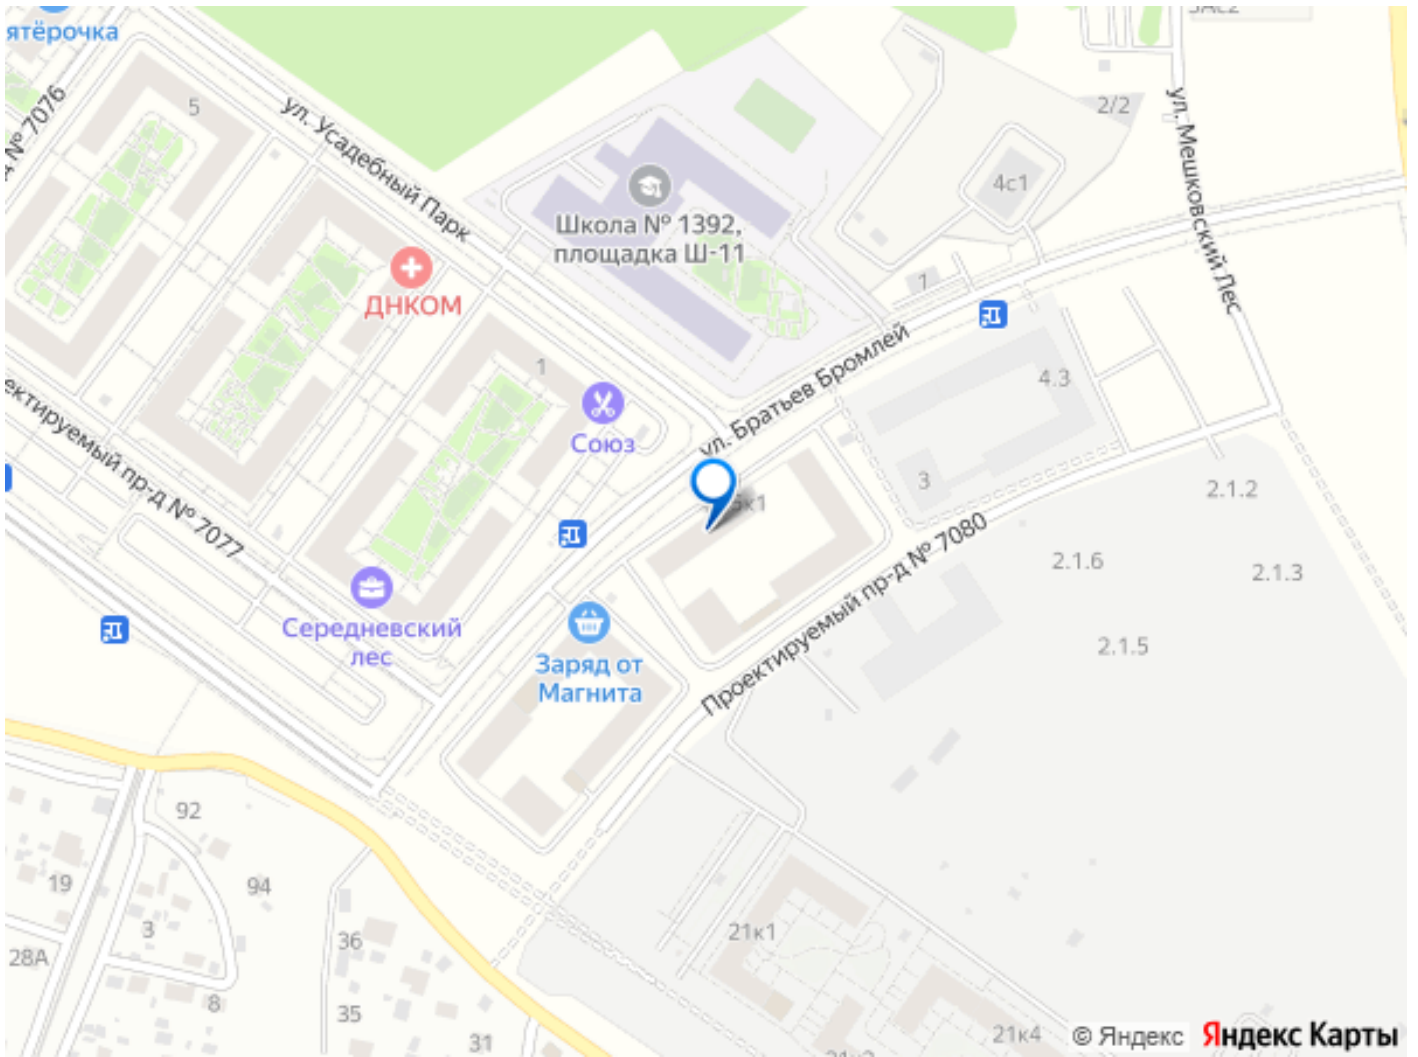 ятёрочка
№ 7076
5
ул. Усадебный Парк
2/2
ул. Мешковский Лес
4с1
Школа № 1392,
площадка Ш-11
ДНКОМ
1
1
Союз
ул. Братьев Бромлей
4.3
3
5к1
2.1.2
2.1.6
2.1.3
2.1.5
ектируемый пр-д № 7077
Проектируемый пр-д № 7080
Середневский
лес
Заряд от
Магнита
92
94
19
3
28А
36
8
35
31
21к1
21к4
© Яндекс
Яндекс Карты